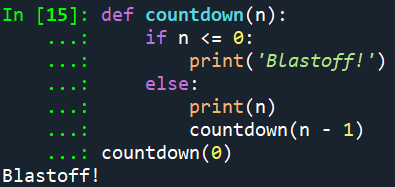 In [15]: def countdown(n):
    ...:     if n <= 0:
    ...:         print('Blastoff!')
    ...:     else:
    ...:         print(n)
    ...:         countdown(n - 1)
    ...: countdown(0)
Blastoff!